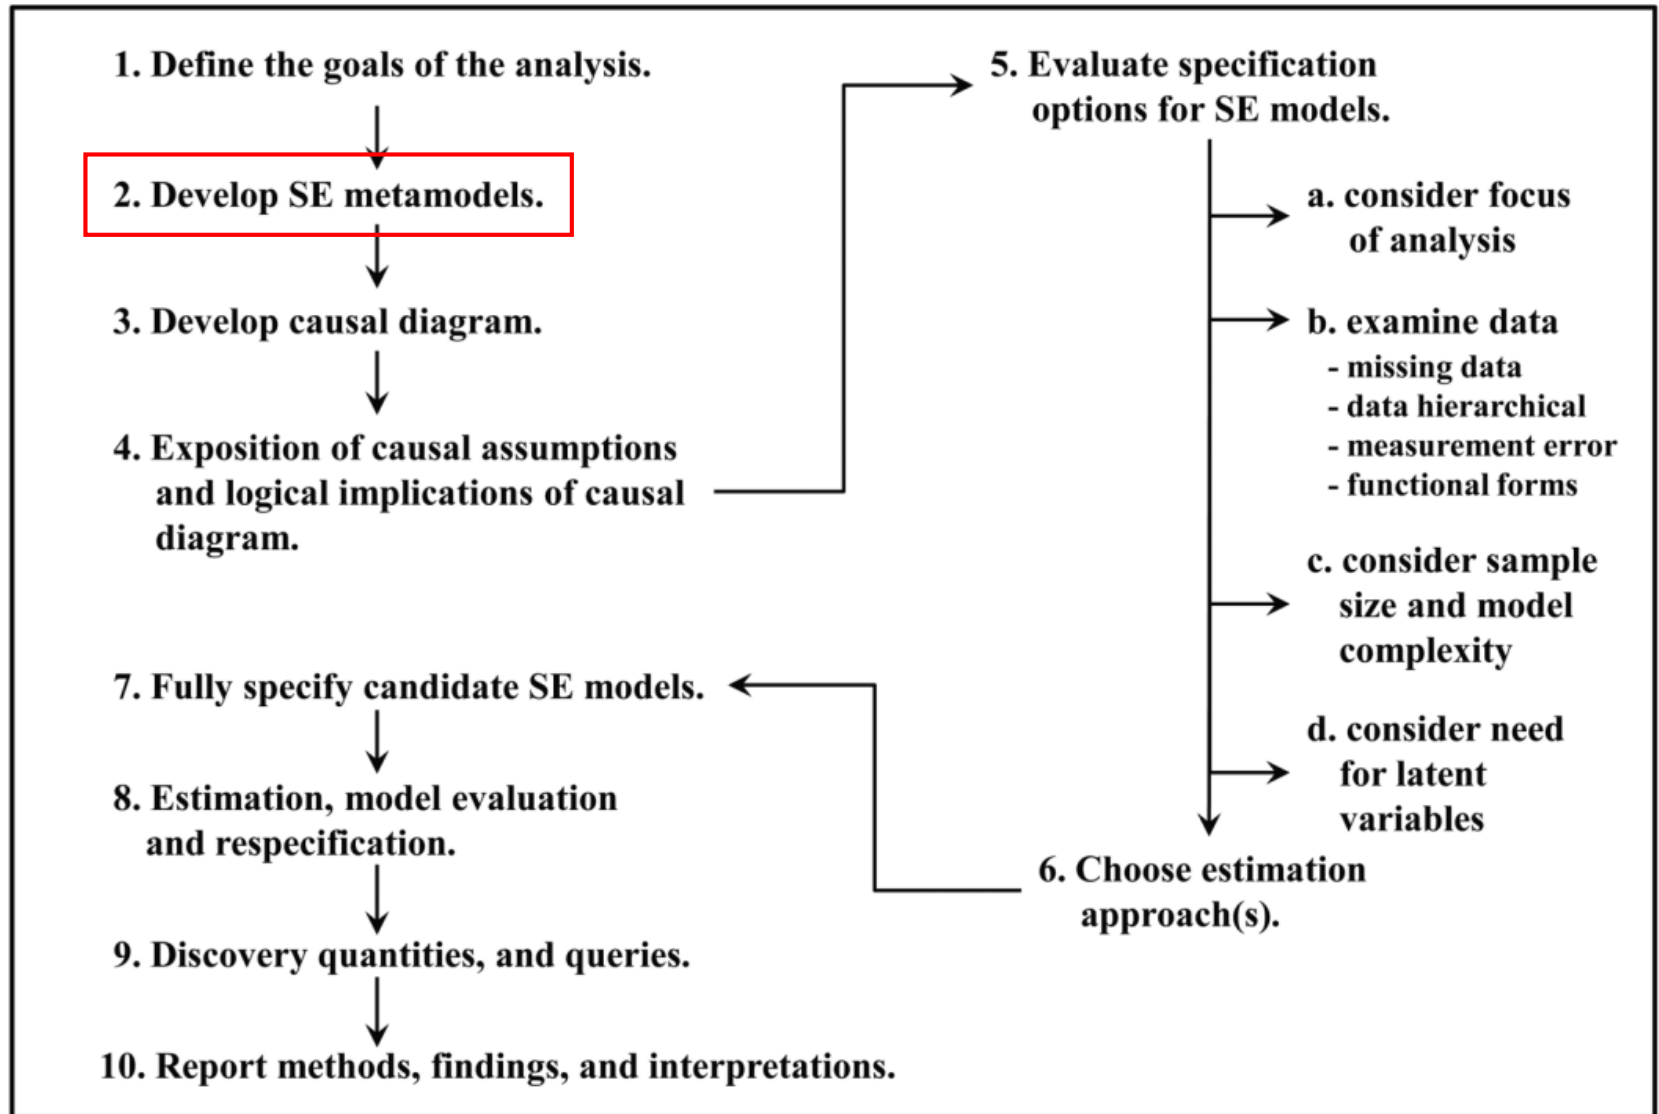 1. Define the goals of the analysis.
2. Develop SE metamodels.
3. Develop causal diagram.
4. Exposition of causal assumptions
and logical implications of causal
diagram.
5. Evaluate specification
options for SE models.
a. consider focus
of analysis
b. examine data
- missing data
- data hierarchical
- measurement error
- functional forms
c. consider sample
size and model
complexity
d. consider need
for latent
variables
6. Choose estimation
approach(s).
7. Fully specify candidate SE models.
8. Estimation, model evaluation
and respecification.
9. Discovery quantities, and queries.
10. Report methods, findings, and interpretations.